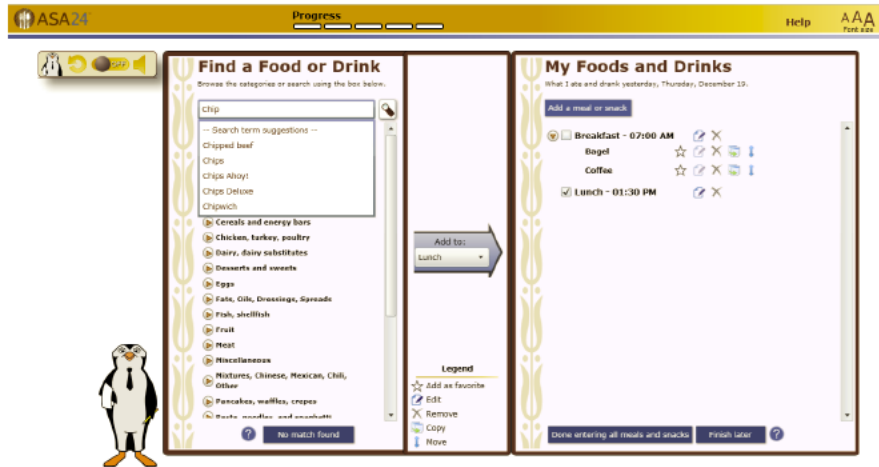 ASA24
Progress
Help
AAA
Font size
OFF
Find a Food or Drink
Browse the categories or search using the box below.
Chip
-- Search term suggestions --
Chipped beef
Chips
Chips Ahoy!
Chips Deluxe
Chipwich
Cereals and energy bars
Chicken, turkey, poultry
Dairy, dairy substitutes
Desserts and sweets
Eggs
Fats, Oils, Dressings, Spreads
Fish, shellfish
Fruit
Meat
Miscellaneous
Mixtures, Chinese, Mexican, Chili,
Other
Pancakes, waffles, crepes
Pasta, noodles, and spaghetti
? No match found
Add to:
Lunch
Legend
Add as favorite
Edit
Remove
Copy
Move
My Foods and Drinks
What I ate and drank yesterday, Thursday, December 19.
Add a meal or snack
Breakfast - 07:00 AM
Bagel
Coffee
Lunch - 01:30 PM
Done entering all meals and snacks
Finish later ?